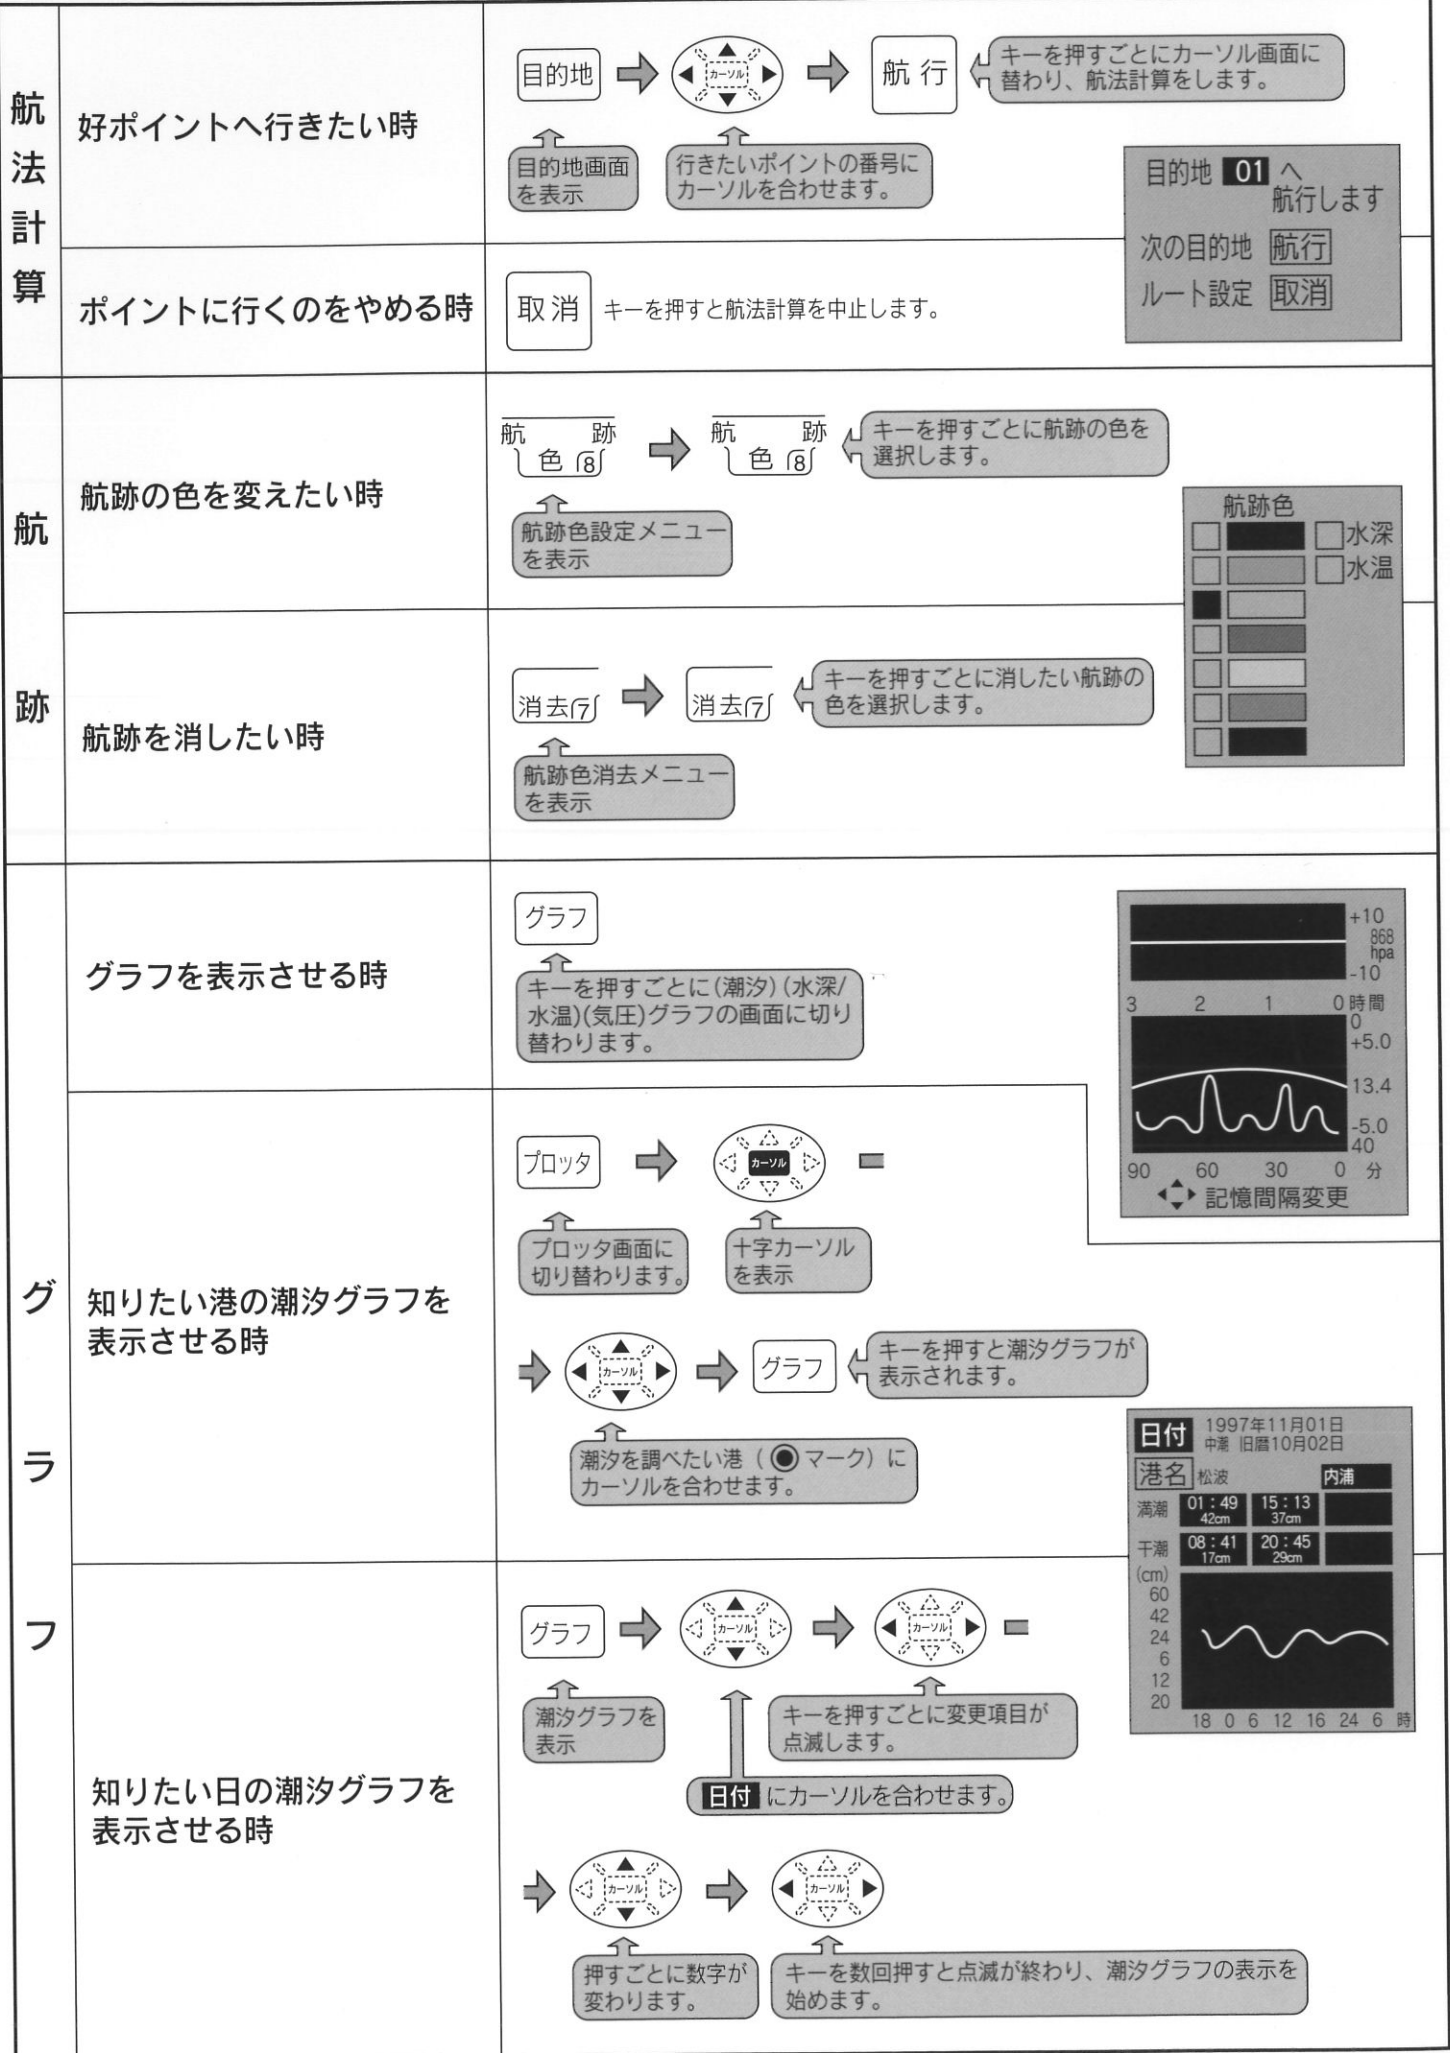 航法計算
好ポイントへ行きたい時
目的地
カーソル
航行
キーを押すごとにカーソル画面に
替わり、航法計算をします。
目的地画面
を表示
行きたいポイントの番号に
カーソルを合わせます。
目的地 01 へ
航行します
次の目的地 航行
ルート設定 取消
ポイントに行くのをやめる時
取消
キーを押すと航法計算を中止します。
航跡
航跡の色を変えたい時
航 跡
色 8
航 跡
色 8
キーを押すごとに航跡の色を
選択します。
航跡色設定メニュー
を表示
航跡色
水深
水温
航跡を消したい時
消去7
消去7
キーを押すごとに消したい航跡の
色を選択します。
航跡色消去メニュー
を表示
グラフ
グラフを表示させる時
グラフ
キーを押すごとに(潮汐)(水深/
水温)(気圧)グラフの画面に切り
替わります。
+10
868
hpa
-10
3 2 1 0時間
0
+5.0
13.4
-5.0
40
90 60 30 0 分
記憶間隔変更
知りたい港の潮汐グラフを
表示させる時
プロッタ
カーソル
プロッタ画面に
切り替わります。
十字カーソル
を表示
カーソル
グラフ
キーを押すと潮汐グラフが
表示されます。
潮汐を調べたい港(◉マーク)に
カーソルを合わせます。
日付 1997年11月01日
中潮 旧暦10月02日
港名 松波 内浦
満潮 01:49 15:13
42cm 37cm
干潮 08:41 20:45
17cm 29cm
(cm)
60
42
24
6
12
20
18 0 6 12 16 24 6 時
知りたい日の潮汐グラフを
表示させる時
グラフ
カーソル
カーソル
潮汐グラフを
表示
キーを押すごとに変更項目が
点滅します。
日付 にカーソルを合わせます。
カーソル
カーソル
押すごとに数字が
変わります。
キーを数回押すと点滅が終わり、潮汐グラフの表示を
始めます。